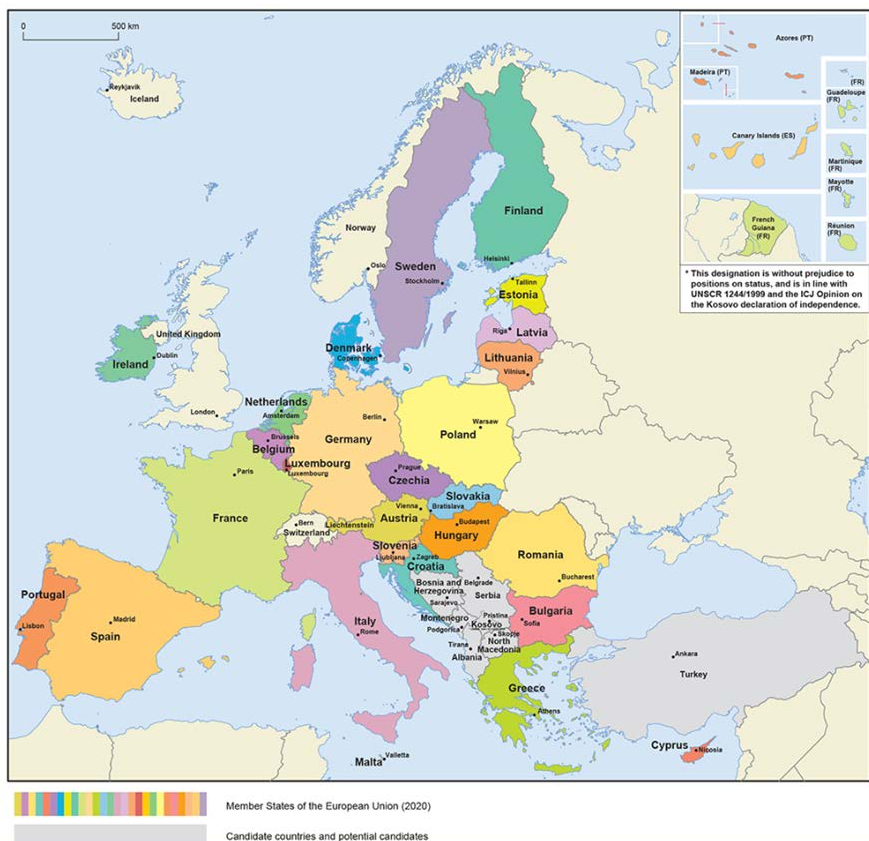 0
500 km
Reykjavik
Iceland
Azores (PT)
Madeira (PT)
(FR)
Guadeloupe
(FR)
Canary Islands (ES)
Martinique
(FR)
Mayotte
(FR)
French
Guiana
(FR)
Réunion
(FR)
* This designation is without prejudice to
positions on status, and is in line with
UNSCR 1244/1999 and the ICJ Opinion on
the Kosovo declaration of independence.
Finland
Helsinki
Norway
Oslo
Sweden
Stockholm
Tallinn
Estonia
Riga
Latvia
Lithuania
Vilnius
Denmark
Copenhagen
United Kingdom
London
Dublin
Ireland
Netherlands
Amsterdam
Brussels
Belgium
Luxembourg
Luxembourg
Berlin
Germany
Warsaw
Poland
Prague
Czechia
Slovakia
Bratislava
Vienna
Austria
Liechtenstein
Bern
Switzerland
Paris
France
Budapest
Hungary
Slovenia
Ljubljana
Zagreb
Croatia
Romania
Bucharest
Bosnia and
Herzegovina
Sarajevo
Belgrade
Serbia
Montenegro
Podgorica
Pristina
Kosovo
Skopje
North
Macedonia
Tirana
Albania
Bulgaria
Sofia
Portugal
Lisbon
Madrid
Spain
Italy
Rome
Greece
Athens
Ankara
Turkey
Cyprus
Nicosia
Malta
Valletta
Member States of the European Union (2020)
Candidate countries and potential candidates